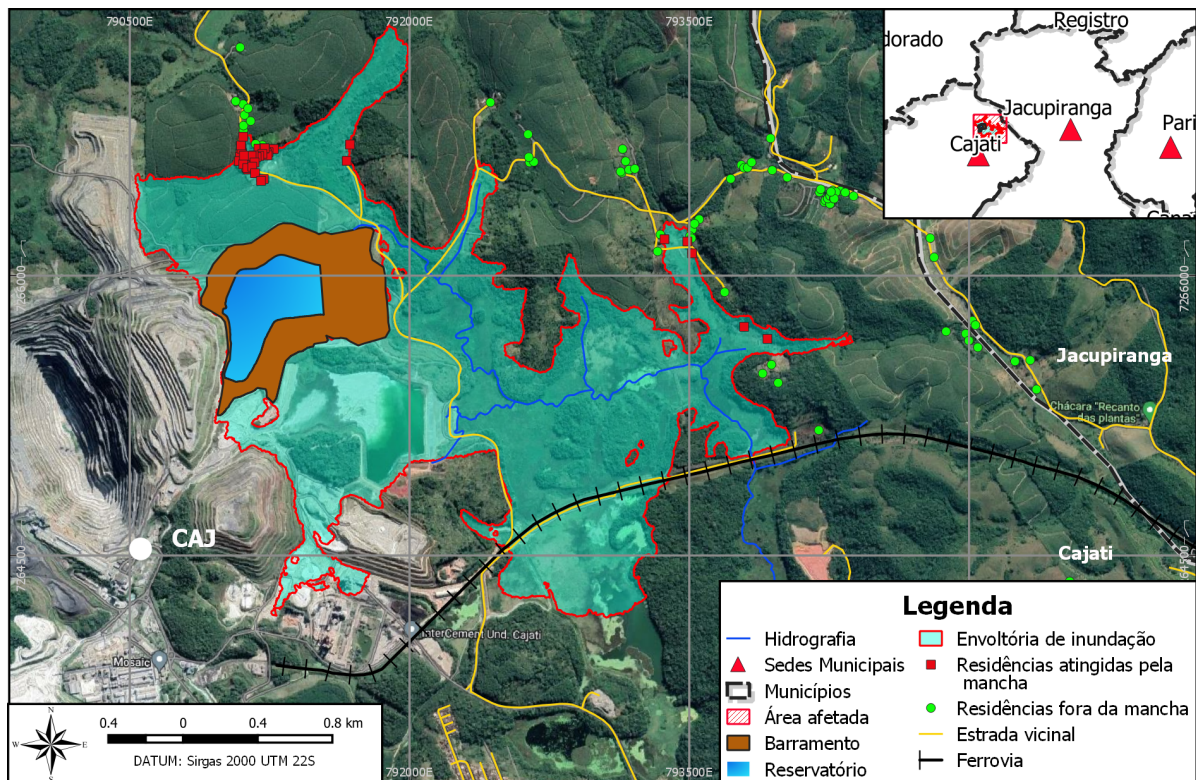 790500E
792000E
793500E
Registro
dorado
Jacupiranga
Cajati
Pari
7266000
7266000
Jacupiranga
Chácara "Recanto
das plantas"
CAJ
7264500
Cajati
7264500
InterCement Und. Cajati
Mosaic
Legenda
Hidrografia
Sedes Municipais
Municípios
Área afetada
Barramento
Reservatório
Envoltória de inundação
Residências atingidas pela
mancha
Residências fora da mancha
Estrada vicinal
Ferrovia
N
W
E
S
0.4 0 0.4 0.8 km
DATUM: Sirgas 2000 UTM 22S
792000E
793500E